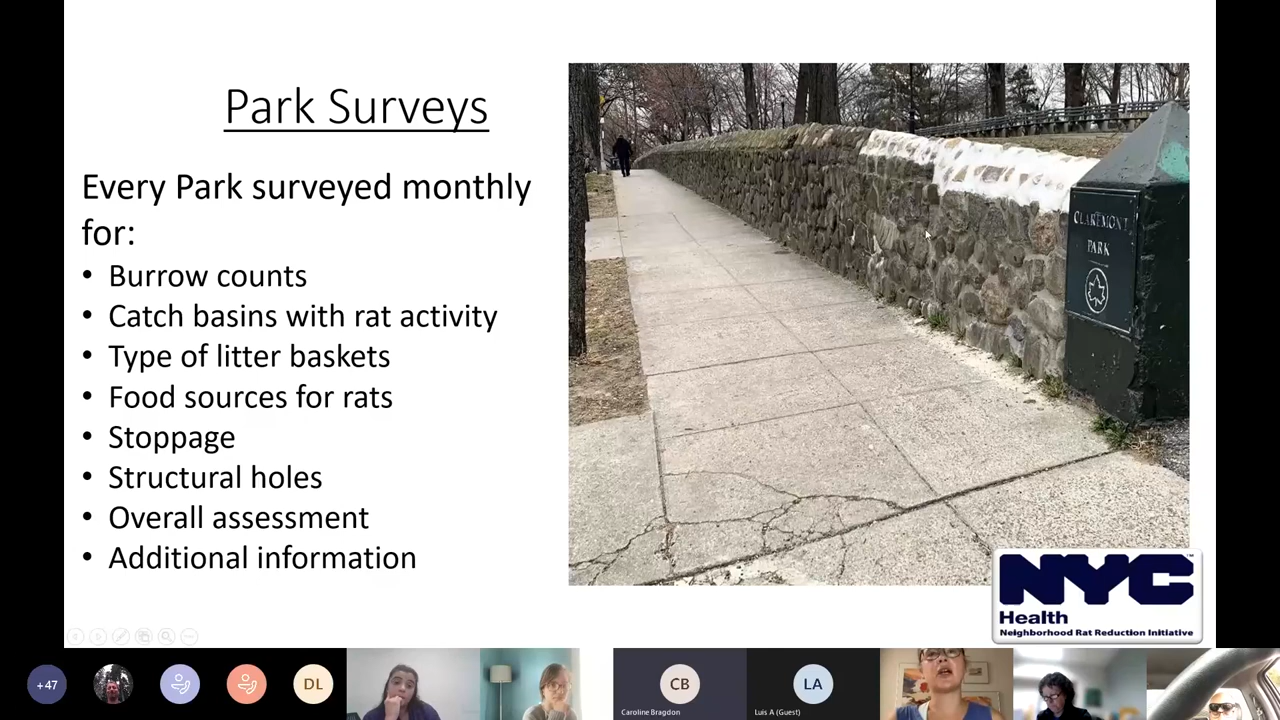 Park Surveys
Every Park surveyed monthly
for:
• Burrow counts
• Catch basins with rat activity
• Type of litter baskets
• Food sources for rats
• Stoppage
• Structural holes
• Overall assessment
• Additional information
CLAREMONT
PARK
NYC
Health
Neighborhood Rat Reduction Initiative
+47
DL
CB
LA
Caroline Bragdon
Luis A (Guest)